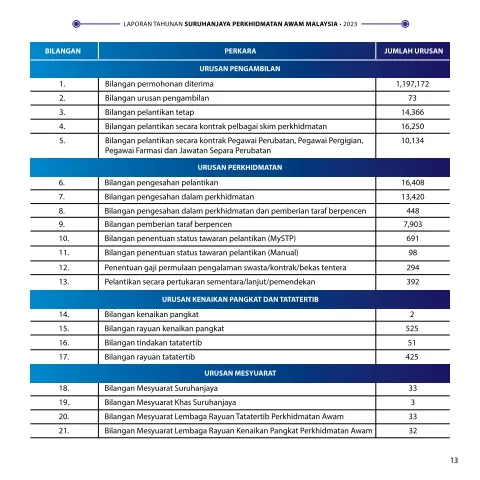 LAPORAN TAHUNAN SURUHANJAYA PERKHIDMATAN AWAM MALAYSIA • 2023
BILANGAN PERKARA JUMLAH URUSAN
URUSAN PENGAMBILAN
1. Bilangan permohonan diterima 1,197,172
2. Bilangan urusan pengambilan 73
3. Bilangan pelantikan tetap 14,366
4. Bilangan pelantikan secara kontrak pelbagai skim perkhidmatan 16,250
5. Bilangan pelantikan secara kontrak Pegawai Perubatan, Pegawai Pergigian, 10,134
Pegawai Farmasi dan Jawatan Separa Perubatan
URUSAN PERKHIDMATAN
6. Bilangan pengesahan pelantikan 16,408
7. Bilangan pengesahan dalam perkhidmatan 13,420
8. Bilangan pengesahan dalam perkhidmatan dan pemberian taraf berpencen 448
9. Bilangan pemberian taraf berpencen 7,903
10. Bilangan penentuan status tawaran pelantikan (MySTP) 691
11. Bilangan penentuan status tawaran pelantikan (Manual) 98
12. Penentuan gaji permulaan pengalaman swasta/kontrak/bekas tentera 294
13. Pelantikan secara pertukaran sementara/lanjut/pemendekan 392
URUSAN KENAIKAN PANGKAT DAN TATATERTIB
14. Bilangan kenaikan pangkat 2
15. Bilangan rayuan kenaikan pangkat 525
16. Bilangan tindakan tatatertib 51
17. Bilangan rayuan tatatertib 425
URUSAN MESYUARAT
18. Bilangan Mesyuarat Suruhanjaya 33
19. Bilangan Mesyuarat Khas Suruhanjaya 3
20. Bilangan Mesyuarat Lembaga Rayuan Tatatertib Perkhidmatan Awam 33
21. Bilangan Mesyuarat Lembaga Rayuan Kenaikan Pangkat Perkhidmatan Awam 32
13